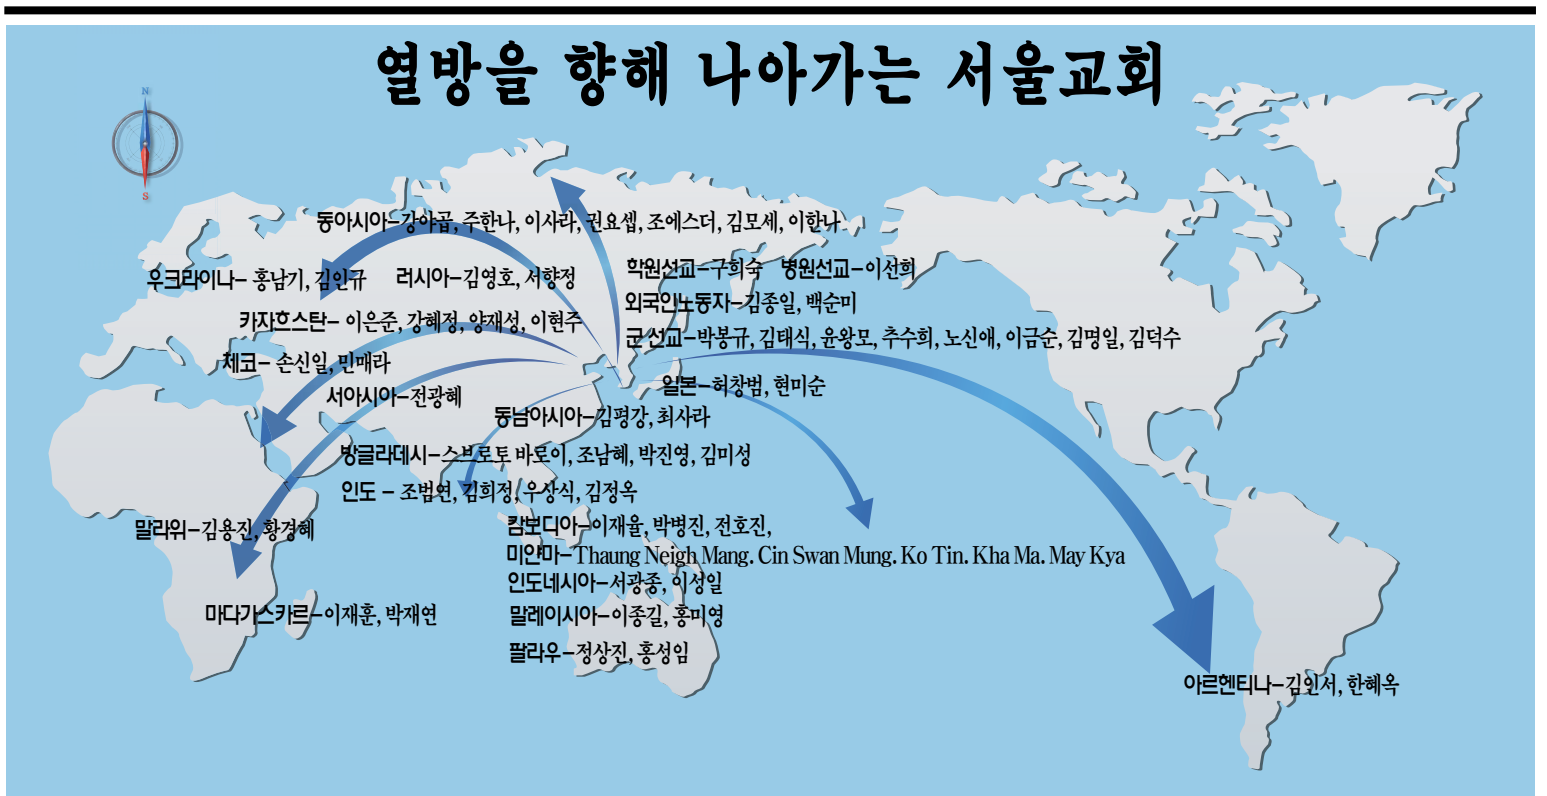 열방을 향해 나아가는 서울교회
N
S
동아시아-강야곱, 주한나, 이사라, 권요셉, 조에스더, 김모세, 이한나
우크라이나- 홍남기, 김인규
러시아-김영호, 서향정
학원선교-구희숙 병원선교-이선희
외국인노동자-김종일, 백순미
카자흐스탄- 이은준, 강혜정, 양재성, 이현주
군 선교-박봉규, 김태식, 윤왕모, 추수희, 노신애, 이금순, 김명일, 김덕수
체코- 손신일, 민매라
일본-허창범, 현미순
서아시아-전광혜
동남아시아-김평강, 최사라
방글라데시-스브로토 바로이, 조남혜, 박진영, 김미성
인도 - 조범연, 김희정, 우상식, 김정옥
말라위-김용진, 황경혜
캄보디아-이재율, 박병진, 전호진,
미얀마-Thaung Neigh Mang. Cin Swan Mung. Ko Tin. Kha Ma. May Kya
인도네시아-서광종, 이성일
마다가스카르-이재훈, 박재연
말레이시아-이종길, 홍미영
팔라우-정상진, 홍성임
아르헨티나-김인서, 한혜옥